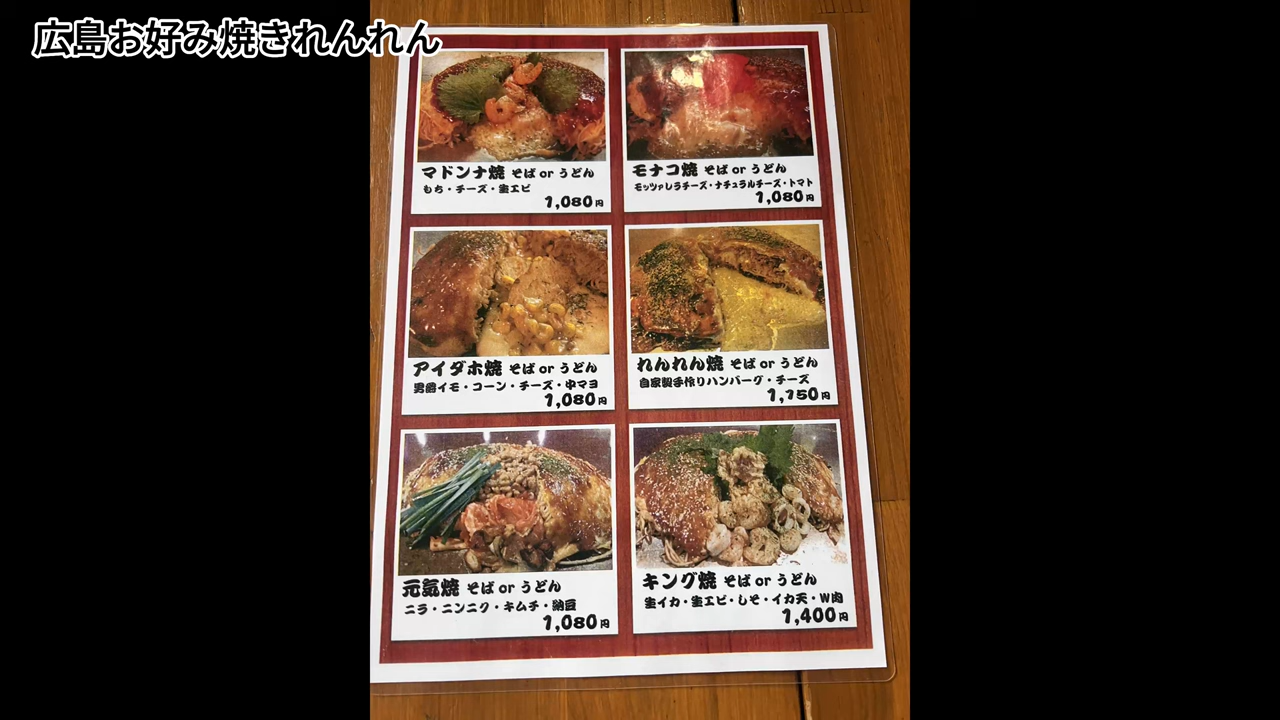 広島お好み焼きれんれん
マドンナ焼 そば or うどん
もち・チーズ・生エビ
1,080円
モナコ焼 そば or うどん
モッツァレラチーズ・ナチュラルチーズ・トマト
1,080円
アイダホ焼 そば or うどん
男爵イモ・コーン・チーズ・中マヨ
1,080円
れんれん焼 そば or うどん
自家製手作りハンバーグ・チーズ
1,150円
元気焼 そば or うどん
ニラ・ニンニク・キムチ・納豆
1,080円
キング焼 そば or うどん
生イカ・生エビ・しそ・イカ天・W肉
1,400円